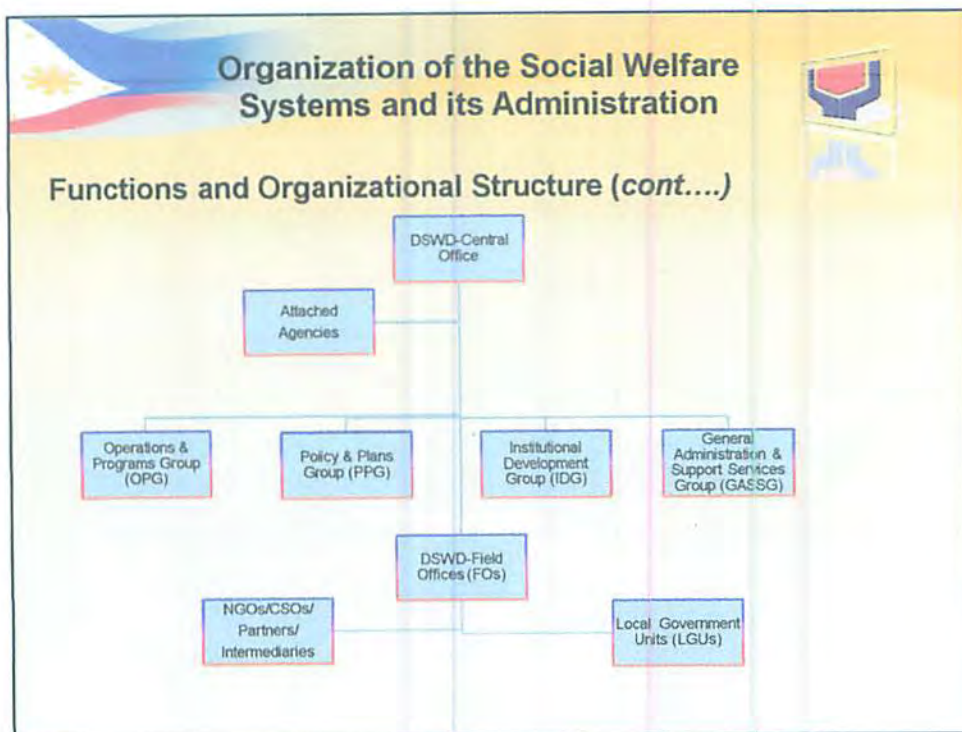 Organization of the Social Welfare
Systems and its Administration
Functions and Organizational Structure (cont....)
DSWD-Central
Office
Attached
Agencies
Operations &
Programs Group
(OPG)
Policy & Plans
Group (PPG)
Institutional
Development
Group (IDG)
General
Administration &
Support Services
Group (GASSG)
DSWD-Field
Offices (FOs)
NGOs/CSOs/
Partners/
Intermediaries
Local Government
Units (LGUs)